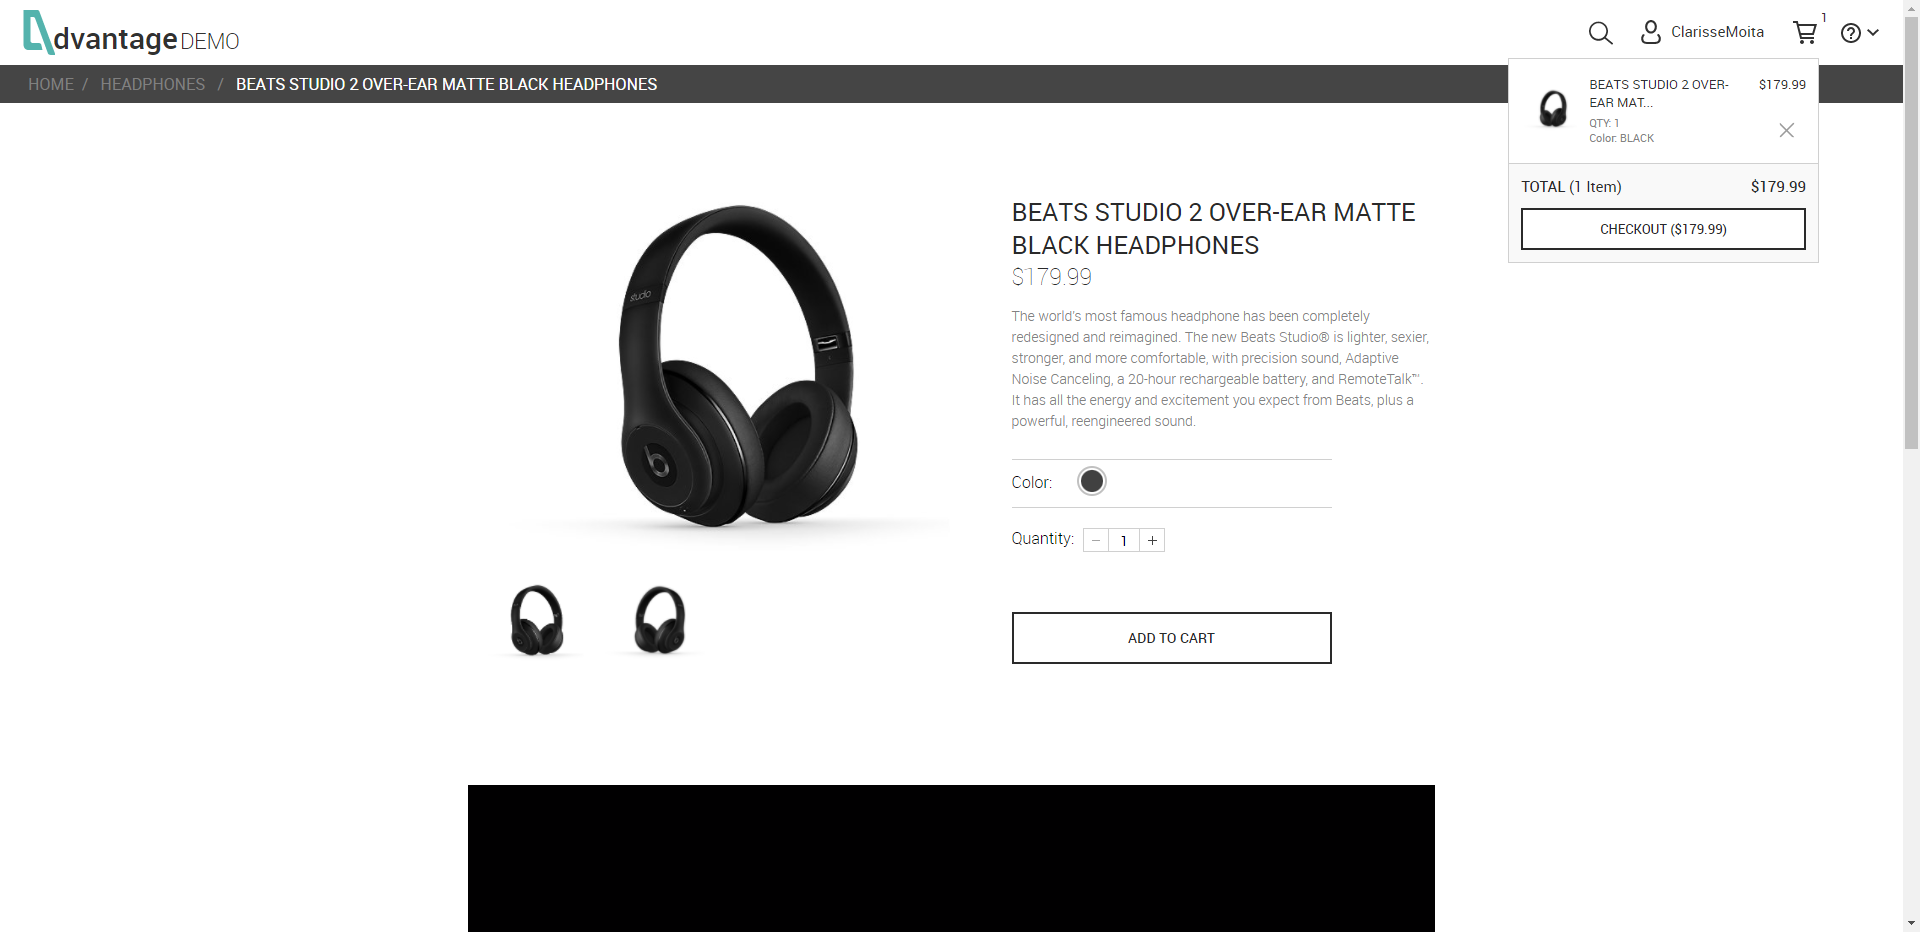 dvantage DEMO
ClarisseMoita
1
HOME / HEADPHONES / BEATS STUDIO 2 OVER-EAR MATTE BLACK HEADPHONES
BEATS STUDIO 2 OVER-
EAR MAT...
$179.99
QTY: 1
Color: BLACK
TOTAL (1 Item) $179.99
CHECKOUT ($179.99)
studio
BEATS STUDIO 2 OVER-EAR MATTE
BLACK HEADPHONES
$179.99
The world's most famous headphone has been completely
redesigned and reimagined. The new Beats Studio® is lighter, sexier,
stronger, and more comfortable, with precision sound, Adaptive
Noise Canceling, a 20-hour rechargeable battery, and RemoteTalk™.
It has all the energy and excitement you expect from Beats, plus a
powerful, reengineered sound.
Color:
Quantity: − 1 +
ADD TO CART